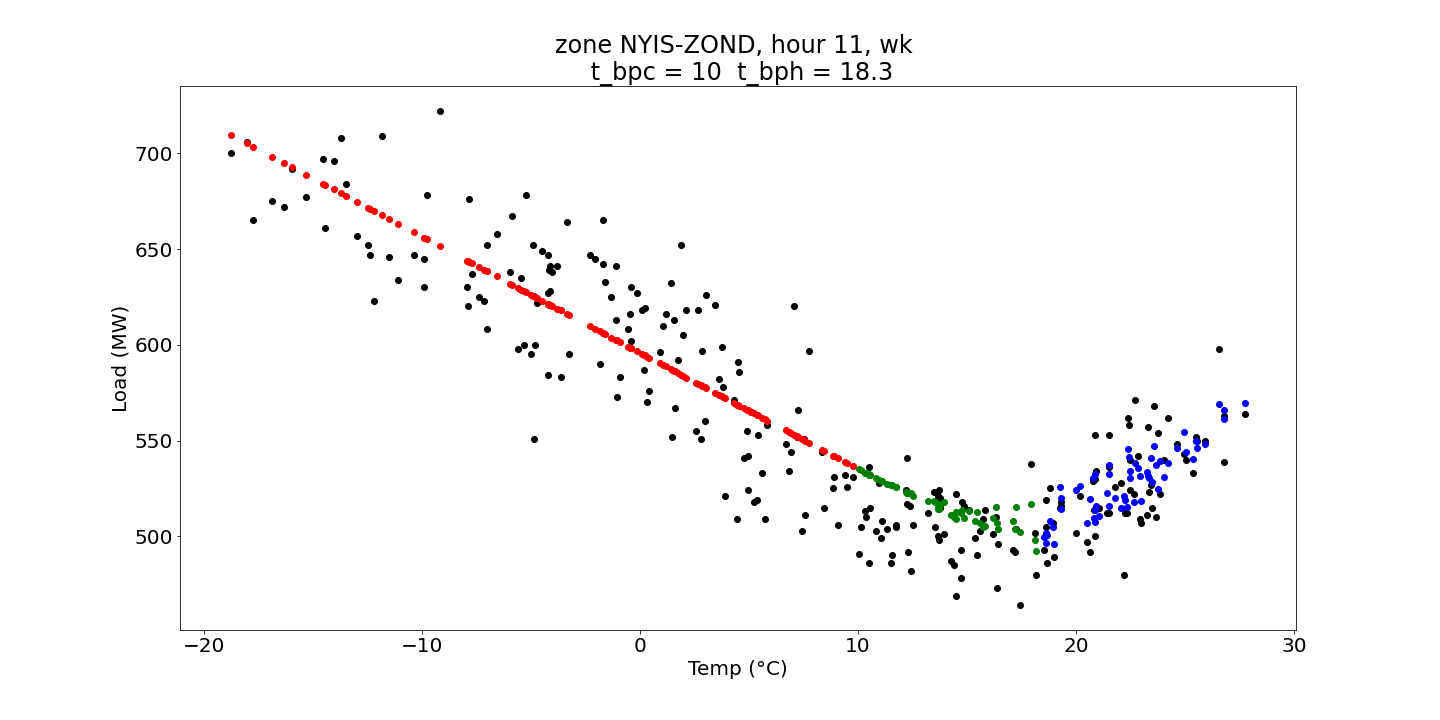 zone NYIS-ZOND, hour 11, wk
t_bpc = 10  t_bph = 18.3
700
650
600
550
500
Load (MW)
−20
−10
0
10
20
30
Temp (°C)